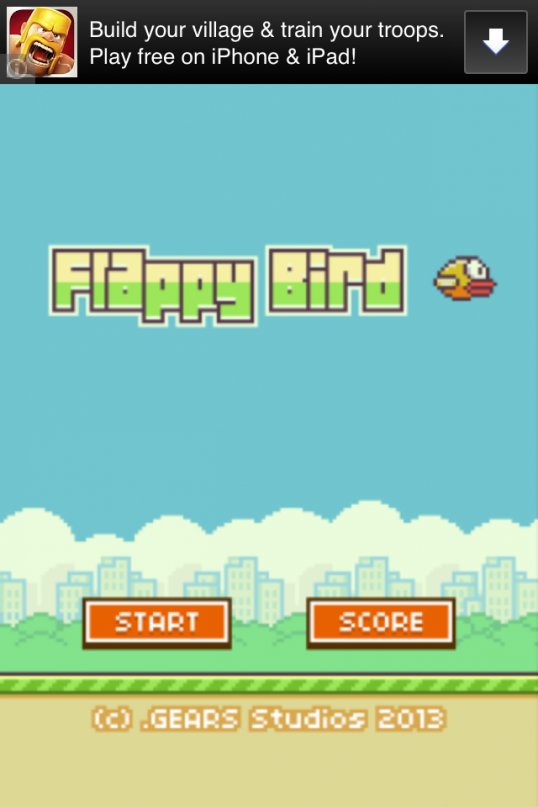 Build your village & train your troops.
Play free on iPhone & iPad!
Flappy Bird
START SCORE
(c) .GEARS Studios 2013